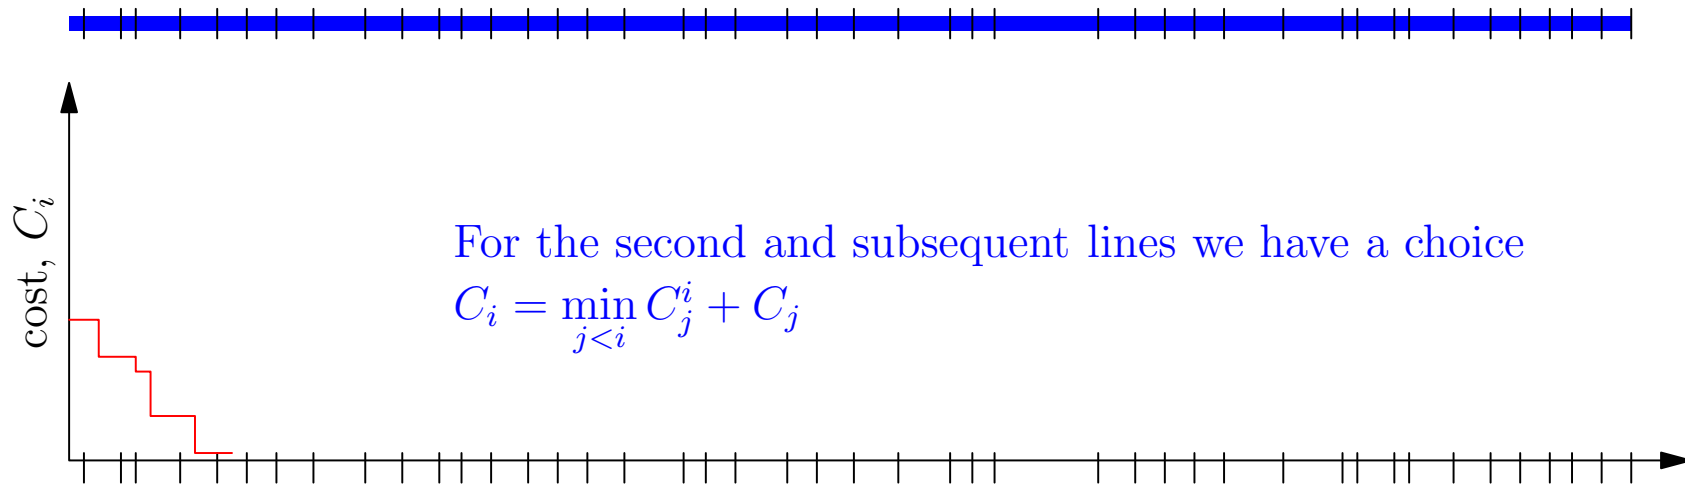 cost, $C_i$
For the second and subsequent lines we have a choice
$C_i = \min_{j<i} C_j^i + C_j$